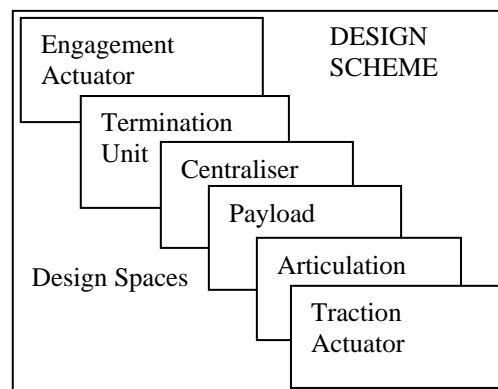 Engagement
Actuator
DESIGN
SCHEME
Termination
Unit
Centraliser
Payload
Articulation
Design Spaces
Traction
Actuator